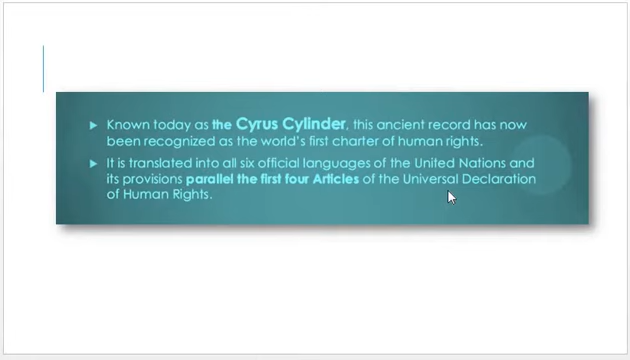 Known today as the Cyrus Cylinder, this ancient record has now
been recognized as the world's first charter of human rights.
It is translated into all six official languages of the United Nations and
its provisions parallel the first four Articles of the Universal Declaration
of Human Rights.